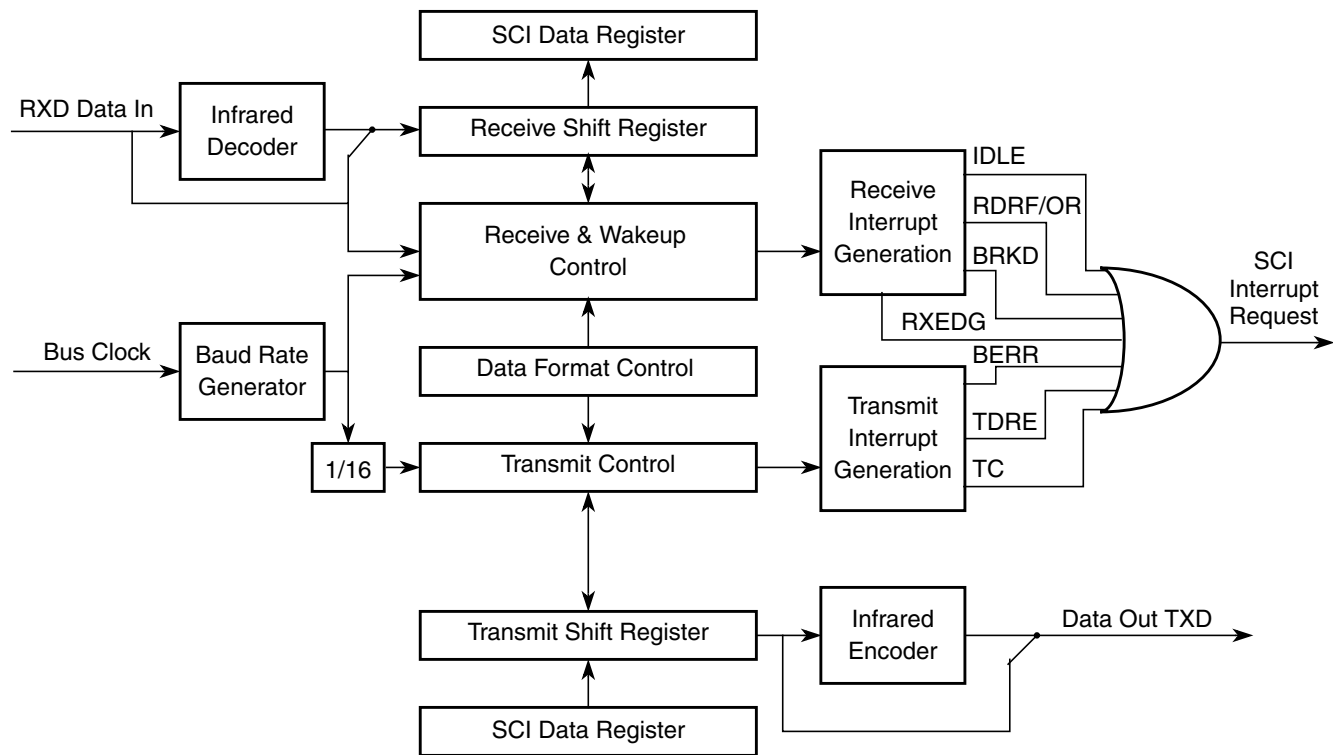 SCI Data Register
RXD Data In
Infrared
Decoder
Receive Shift Register
Receive & Wakeup
Control
Receive
Interrupt
Generation
IDLE
RDRF/OR
BRKD
RXEDG
SCI
Interrupt
Request
Bus Clock
Baud Rate
Generator
Data Format Control
BERR
Transmit
Interrupt
Generation
TDRE
TC
1/16
Transmit Control
Transmit Shift Register
Infrared
Encoder
Data Out TXD
SCI Data Register